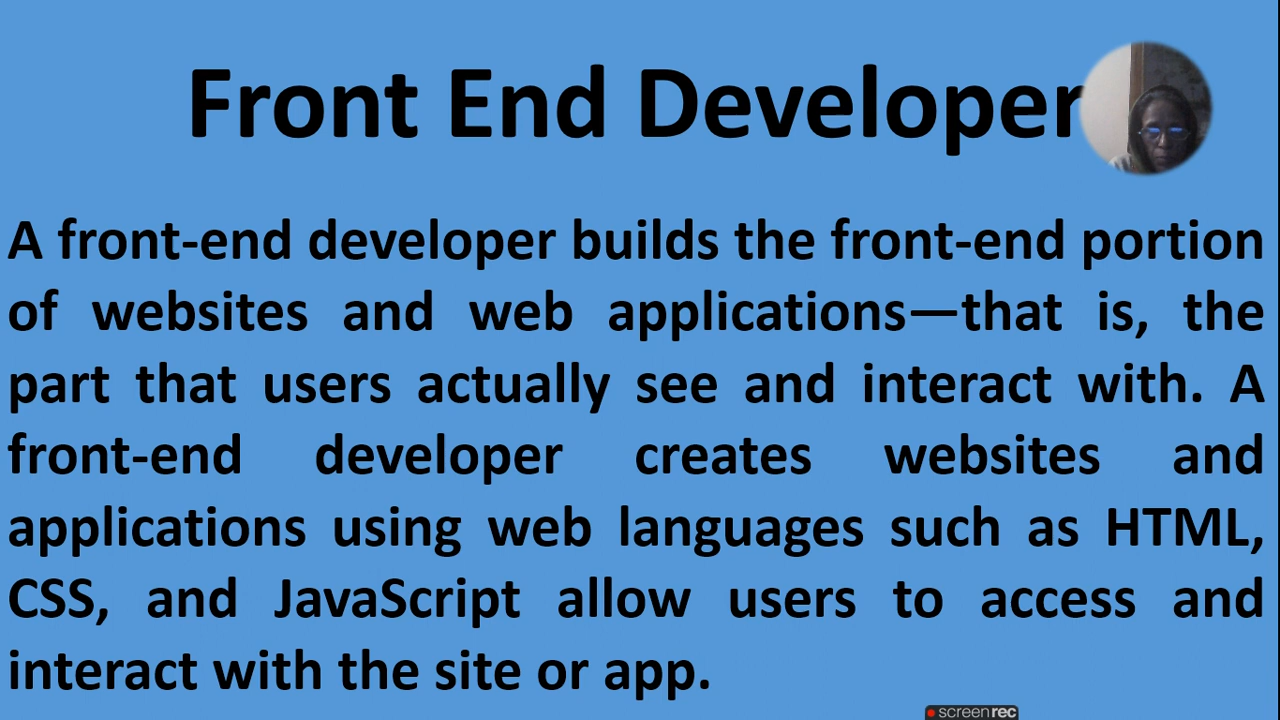 Front End Developer
A front-end developer builds the front-end portion
of websites and web applications—that is, the
part that users actually see and interact with. A
front-end developer creates websites and
applications using web languages such as HTML,
CSS, and JavaScript allow users to access and
interact with the site or app.
screenrec